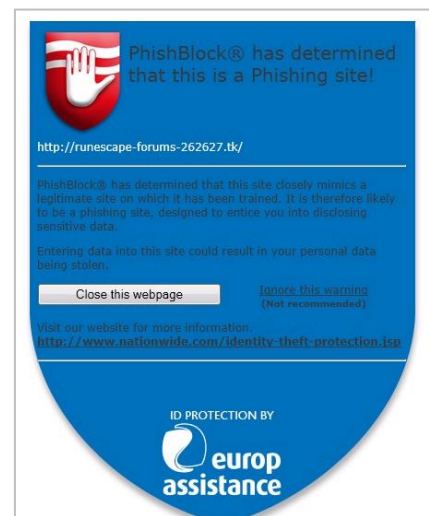 PhishBlock® has determined
that this is a Phishing site!
http://runescape-forums-262627.tk/
PhishBlock® has determined that this site closely mimics a
legitimate site on which it has been trained. It is therefore likely
to be a phishing site, designed to entice you into disclosing
sensitive data.
Entering data into this site could result in your personal data
being stolen.
Close this webpage
Ignore this warning
(Not recommended)
Visit our website for more information.
http://www.nationwide.com/identity-theft-protection.jsp
ID PROTECTION BY
europ
assistance